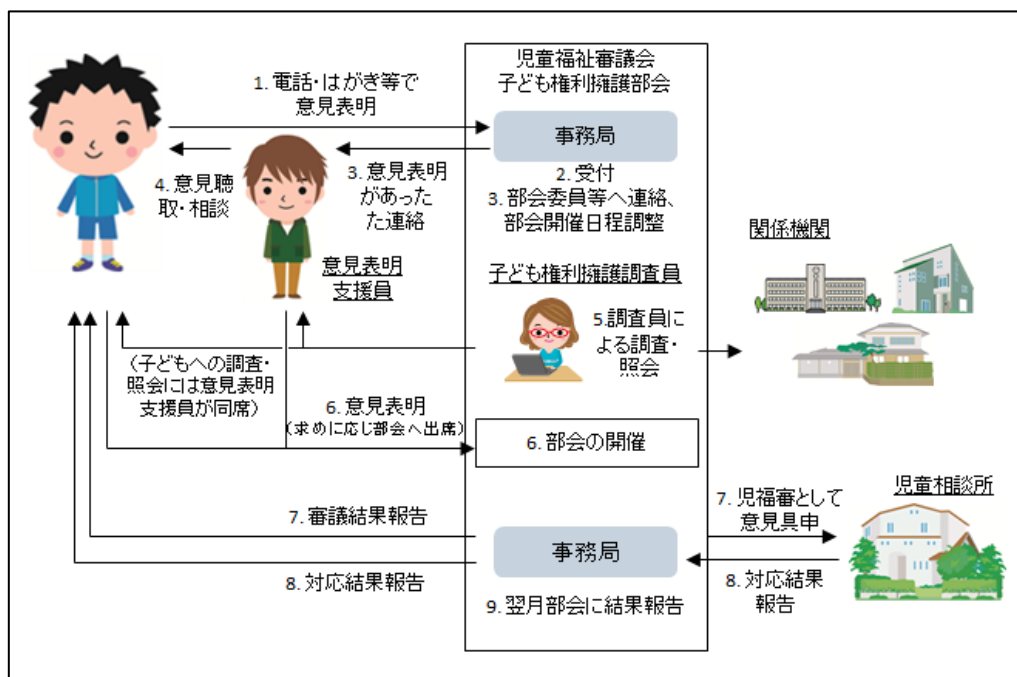 児童福祉審議会
子ども権利擁護部会
1. 電話・はがき等で
意見表明
事務局
2. 受付
3. 部会委員等へ連絡、
部会開催日程調整
4. 意見聴
取・相談
3. 意見表明
があっ
た連絡
意見表明
支援員
子ども権利擁護調査員
関係機関
5.調査員に
よる調査・
照会
(子どもへの調査・
照会には意見表明
支援員が同席)
6. 意見表明
(求めに応じ部会へ出席)
6. 部会の開催
7. 児福審として
意見具申
児童相談所
7. 審議結果報告
事務局
8. 対応結果報告
8. 対応結果
報告
9. 翌月部会に結果報告